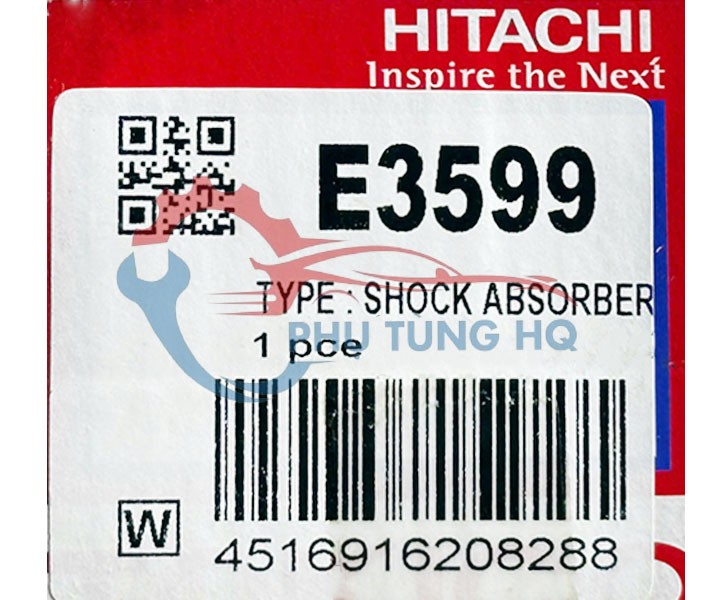 HITACHI
Inspire the Next
E3599
TYPE : SHOCK ABSORBER
PHU TUNG HQ
1 pce
W
4516916208288